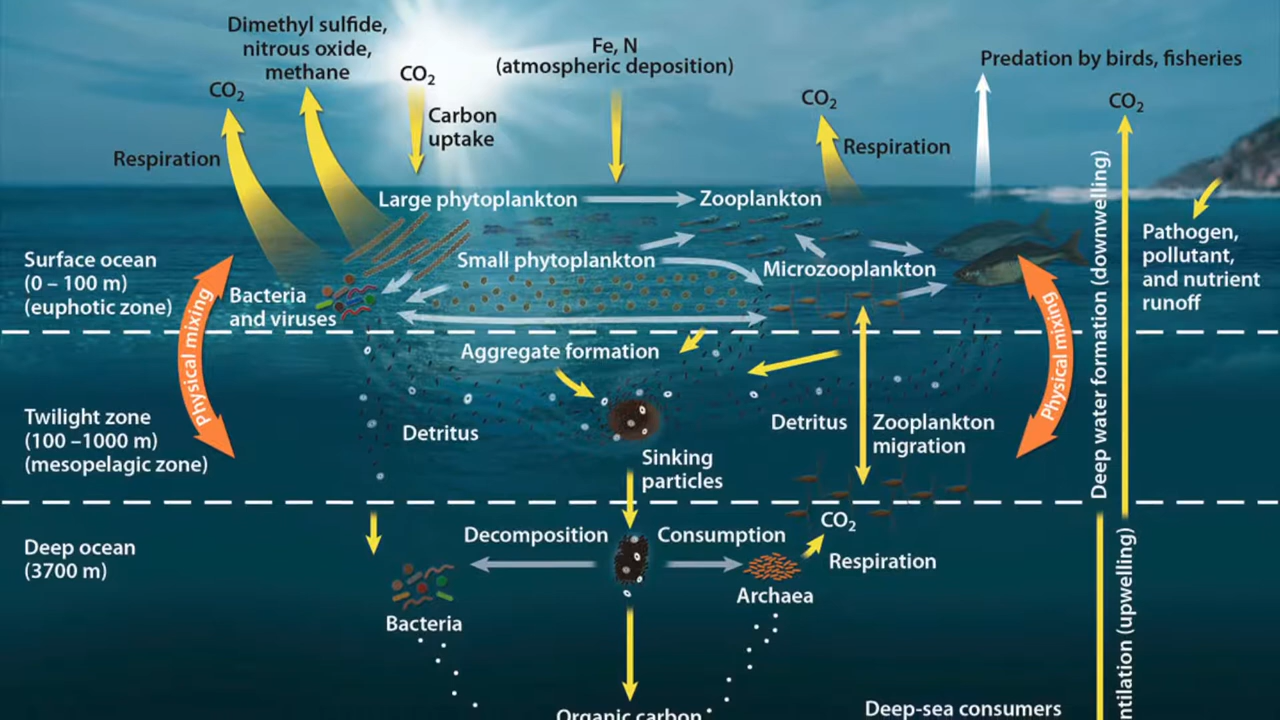 Dimethyl sulfide,
nitrous oxide,
methane
CO₂
Respiration
CO₂
Carbon
uptake
Fe, N
(atmospheric deposition)
CO₂
Respiration
Predation by birds, fisheries
CO₂
Large phytoplankton
Zooplankton
Small phytoplankton
Microzooplankton
Pathogen,
pollutant,
and nutrient
runoff
Surface ocean
(0 – 100 m)
(euphotic zone)
Bacteria
and viruses
Physical mixing
Physical mixing
Deep water formation (downwelling)
Aggregate formation
Twilight zone
(100 –1000 m)
(mesopelagic zone)
Detritus
Detritus
Zooplankton
migration
Sinking
particles
Deep ocean
(3700 m)
Decomposition
Consumption
CO₂
Respiration
Archaea
Bacteria
ntilation (upwelling)
Organic carbon
Deep-sea consumers